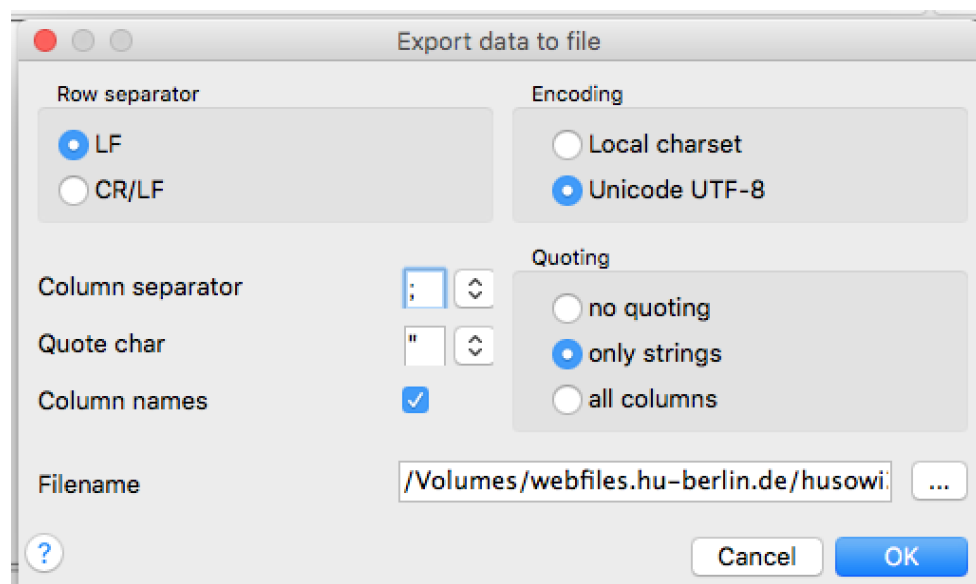 Export data to file
Row separator
LF
CR/LF
Encoding
Local charset
Unicode UTF-8
Column separator ;
Quote char "
Column names
Quoting
no quoting
only strings
all columns
Filename /Volumes/webfiles.hu-berlin.de/husowi ...
?
Cancel OK